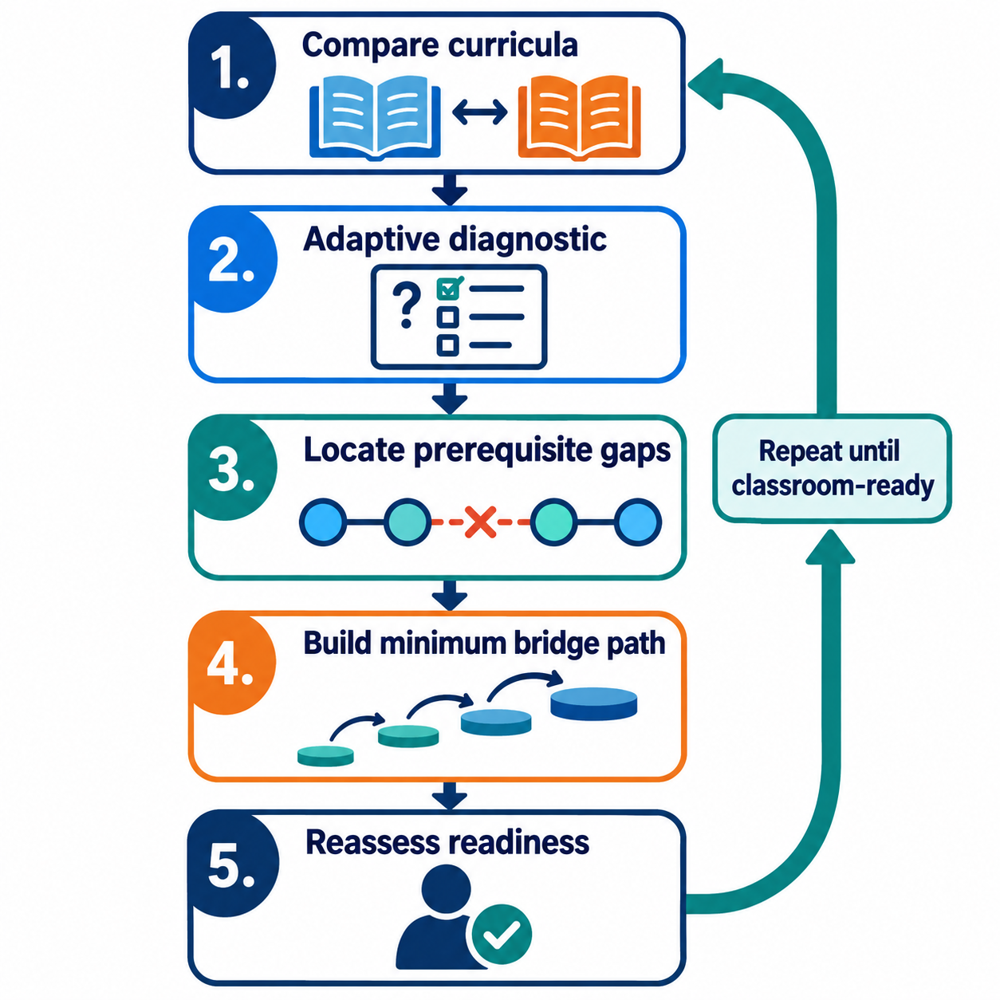 1.
Compare curricula
2.
Adaptive diagnostic
?
3.
Locate prerequisite gaps
4.
Build minimum bridge path
5.
Reassess readiness
Repeat until
classroom-ready